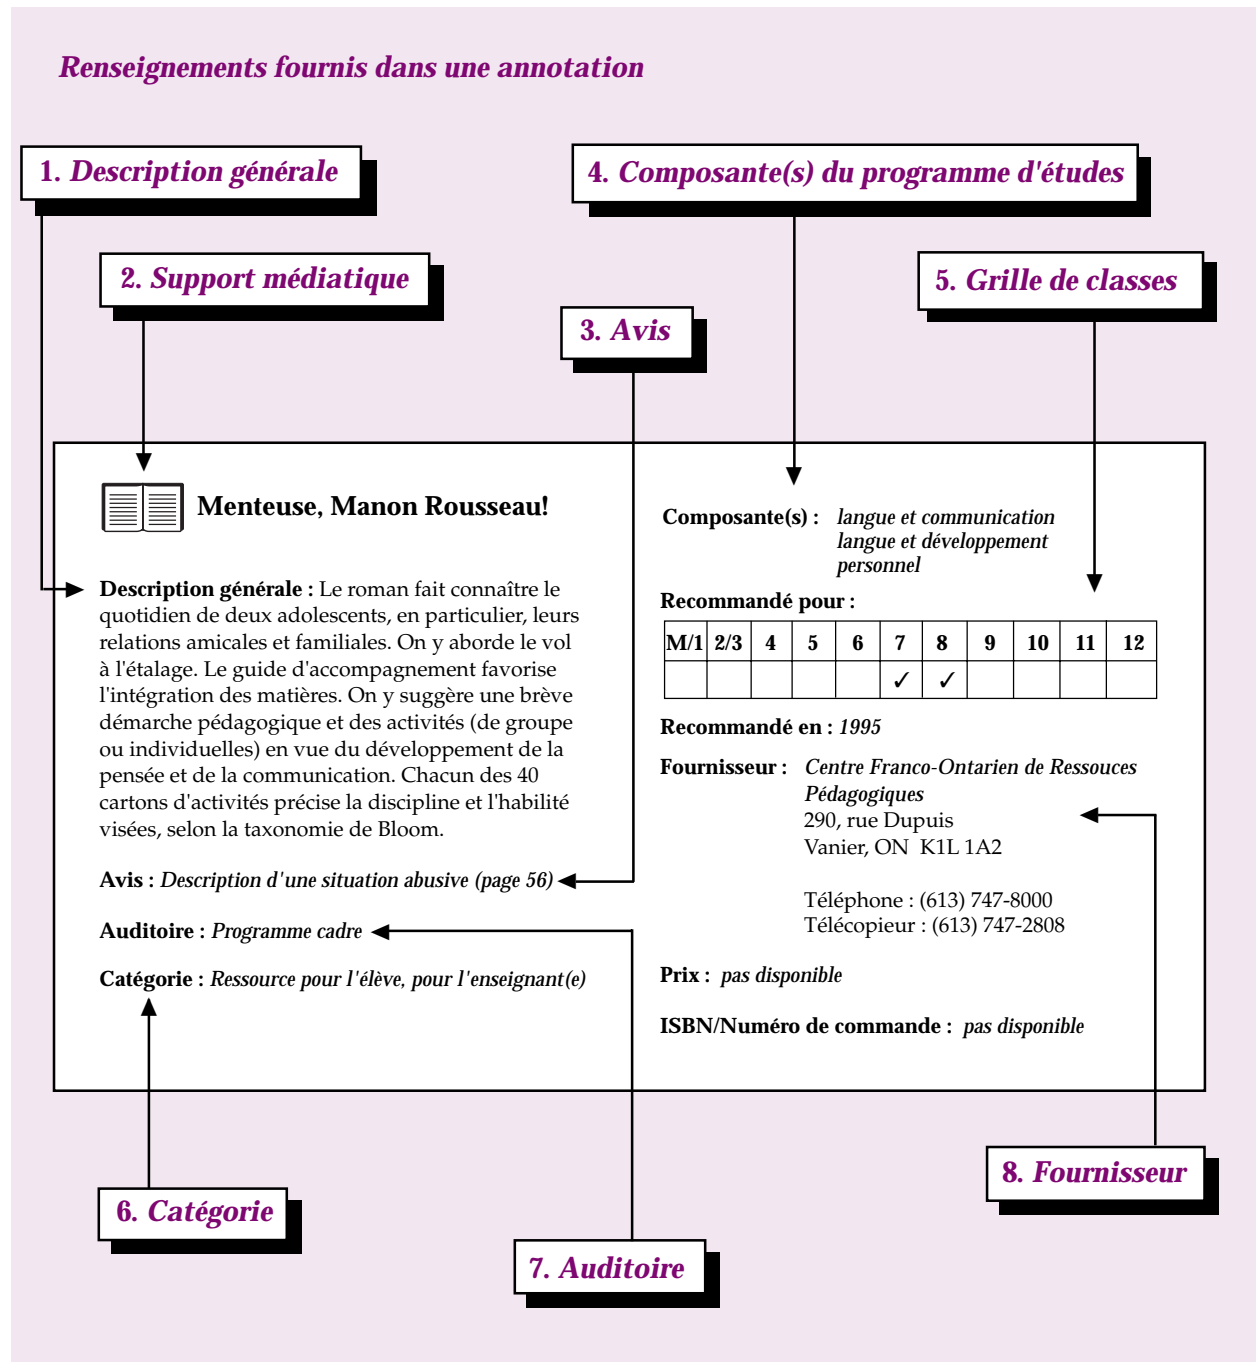 Renseignements fournis dans une annotation
1. Description générale
4. Composante(s) du programme d'études
2. Support médiatique
5. Grille de classes
3. Avis
Menteuse, Manon Rousseau!
Description générale : Le roman fait connaître le
quotidien de deux adolescents, en particulier, leurs
relations amicales et familiales. On y aborde le vol
à l'étalage. Le guide d'accompagnement favorise
l'intégration des matières. On y suggère une brève
démarche pédagogique et des activités (de groupe
ou individuelles) en vue du développement de la
pensée et de la communication. Chacun des 40
cartons d'activités précise la discipline et l'habilité
visées, selon la taxonomie de Bloom.
Avis : Description d'une situation abusive (page 56)
Auditoire : Programme cadre
Catégorie : Ressource pour l'élève, pour l'enseignant(e)
Composante(s) : langue et communication
langue et développement
personnel
Recommandé pour :
M/1 2/3 4 5 6 7 8 9 10 11 12
✓ ✓
Recommandé en : 1995
Fournisseur : Centre Franco-Ontarien de Ressouces
Pédagogiques
290, rue Dupuis
Vanier, ON K1L 1A2
Téléphone : (613) 747-8000
Télécopieur : (613) 747-2808
Prix : pas disponible
ISBN/Numéro de commande : pas disponible
8. Fournisseur
6. Catégorie
7. Auditoire